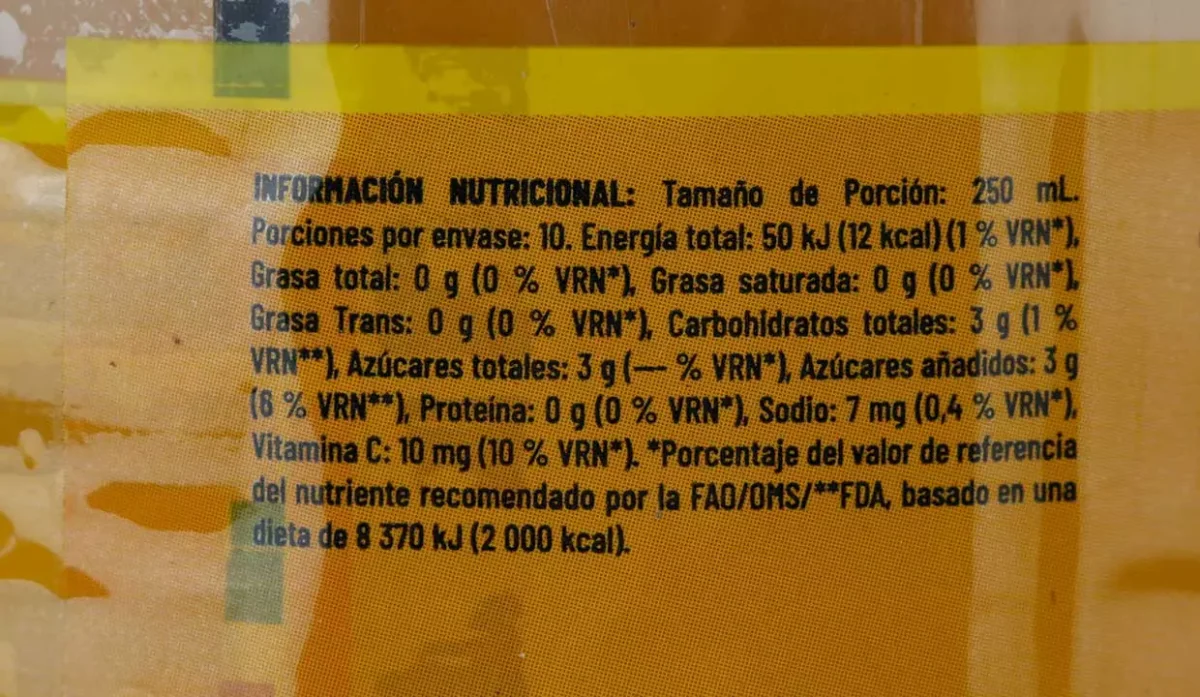 INFORMACIÓN NUTRICIONAL: Tamaño de Porción: 250 mL.
Porciones por envase: 10. Energía total: 50 kJ (12 kcal) (1 % VRN*),
Grasa total: 0 g (0 % VRN*), Grasa saturada: 0 g (0 % VRN*),
Grasa Trans: 0 g (0 % VRN*), Carbohidratos totales: 3 g (1 %
VRN**), Azúcares totales: 3 g (— % VRN*), Azúcares añadidos: 3 g
(6 % VRN**), Proteína: 0 g (0 % VRN*), Sodio: 7 mg (0,4 % VRN*),
Vitamina C: 10 mg (10 % VRN*). *Porcentaje del valor de referencia
del nutriente recomendado por la FAO/OMS/**FDA, basado en una
dieta de 8 370 kJ (2 000 kcal).